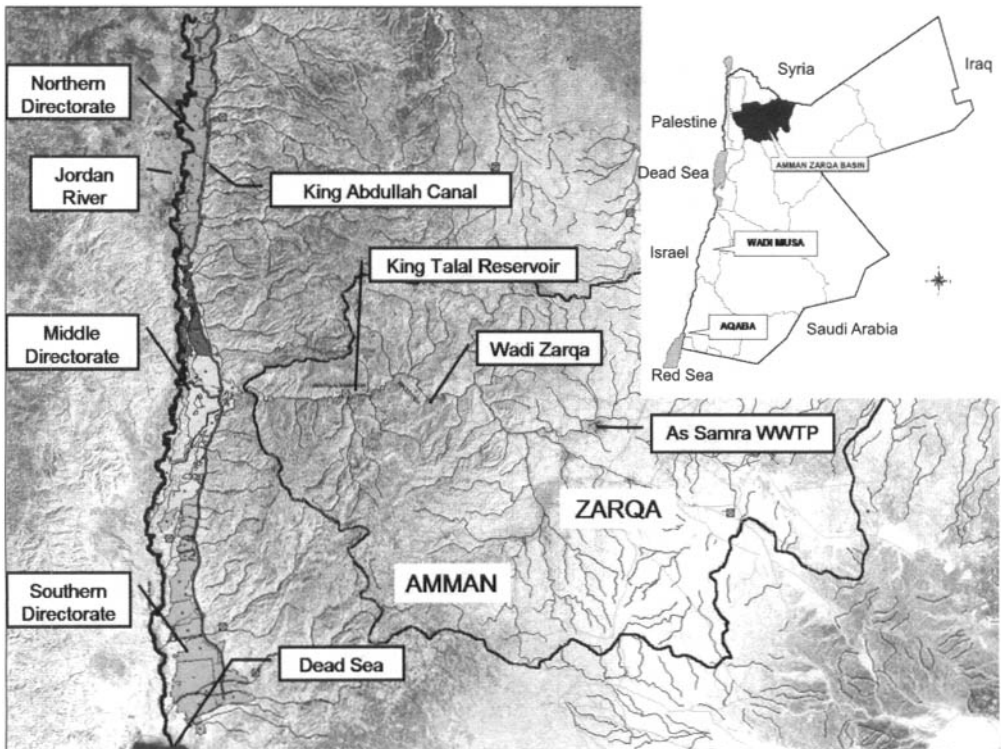 Northern
Directorate
Jordan
River
King Abdullah Canal
King Talal Reservoir
Middle
Directorate
Wadi Zarqa
As Samra WWTP
ZARQA
AMMAN
Southern
Directorate
Dead Sea
Syria
Iraq
Palestine
AMMAN ZARQA BASIN
Dead Sea
WADI MUSA
Israel
AQABA
Saudi Arabia
Red Sea